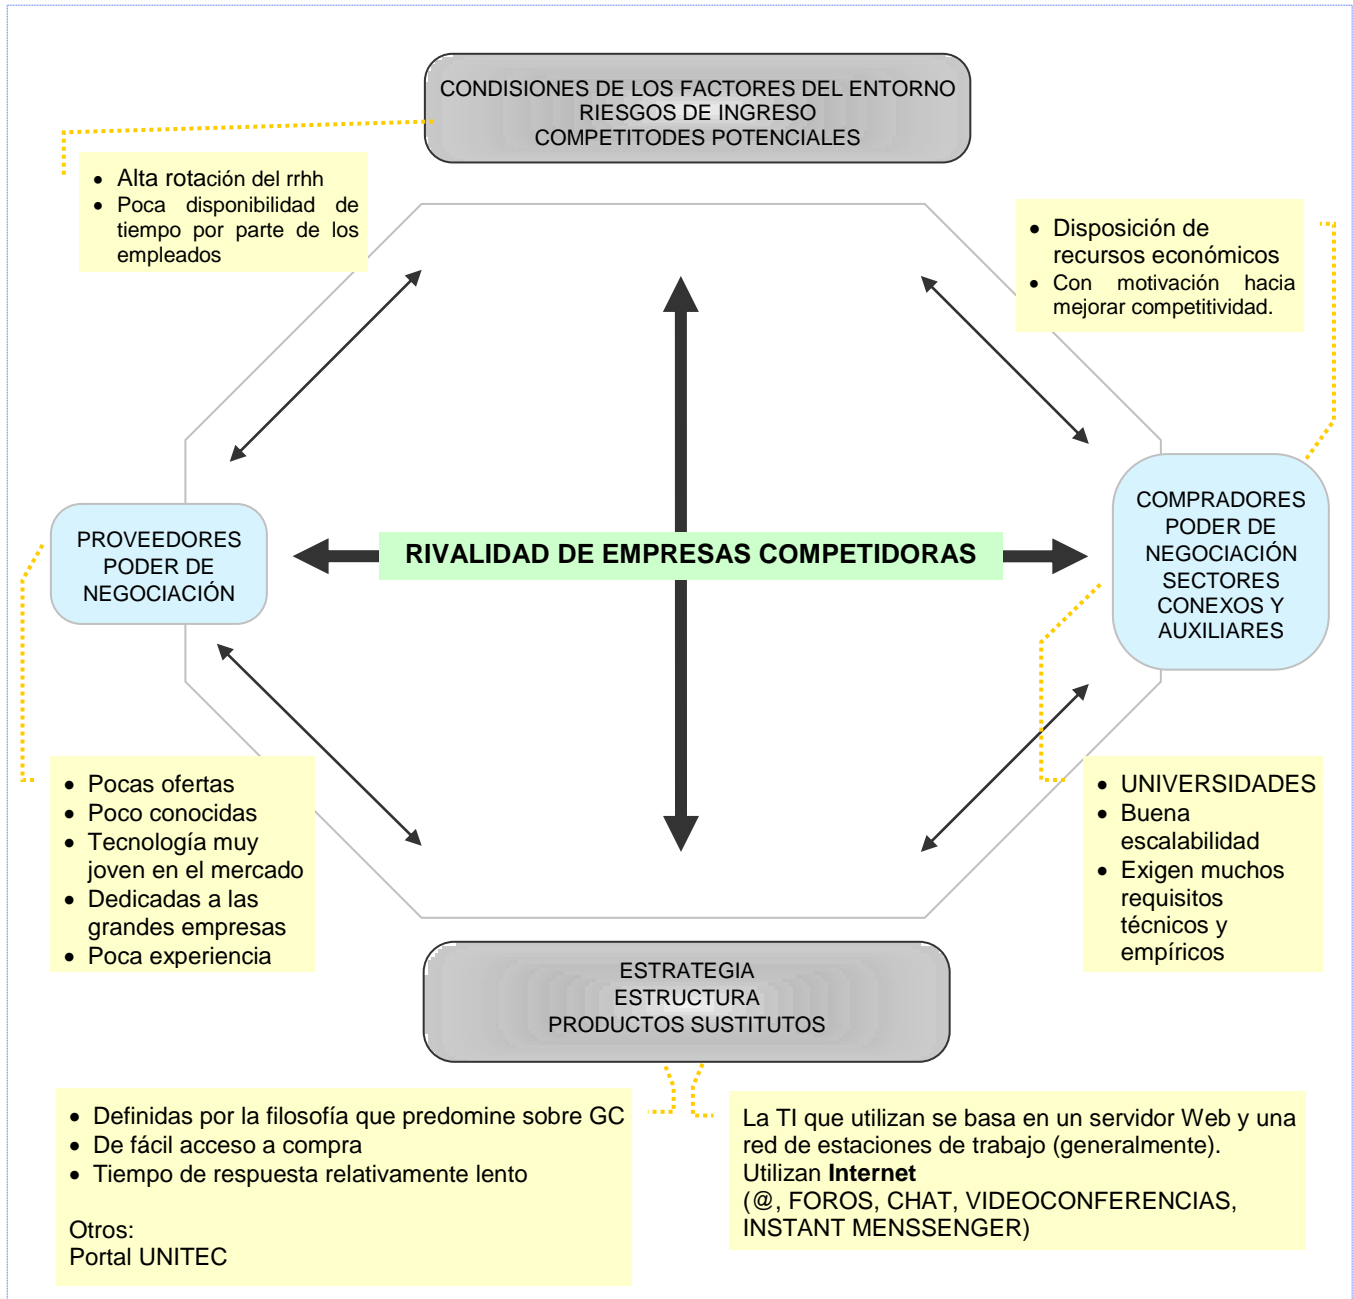 CONDISIONES DE LOS FACTORES DEL ENTORNO
RIESGOS DE INGRESO
COMPETITODES POTENCIALES
• Alta rotación del rrhh
• Poca disponibilidad de
tiempo por parte de los
empleados
• Disposición de
recursos económicos
• Con motivación hacia
mejorar competitividad.
PROVEEDORES
PODER DE
NEGOCIACIÓN
RIVALIDAD DE EMPRESAS COMPETIDORAS
COMPRADORES
PODER DE
NEGOCIACIÓN
SECTORES
CONEXOS Y
AUXILIARES
• Pocas ofertas
• Poco conocidas
• Tecnología muy
joven en el mercado
• Dedicadas a las
grandes empresas
• Poca experiencia
• UNIVERSIDADES
• Buena
escalabilidad
• Exigen muchos
requisitos
técnicos y
empíricos
ESTRATEGIA
ESTRUCTURA
PRODUCTOS SUSTITUTOS
• Definidas por la filosofía que predomine sobre GC
• De fácil acceso a compra
• Tiempo de respuesta relativamente lento
Otros:
Portal UNITEC
La TI que utilizan se basa en un servidor Web y una
red de estaciones de trabajo (generalmente).
Utilizan Internet
(@, FOROS, CHAT, VIDEOCONFERENCIAS,
INSTANT MENSSENGER)